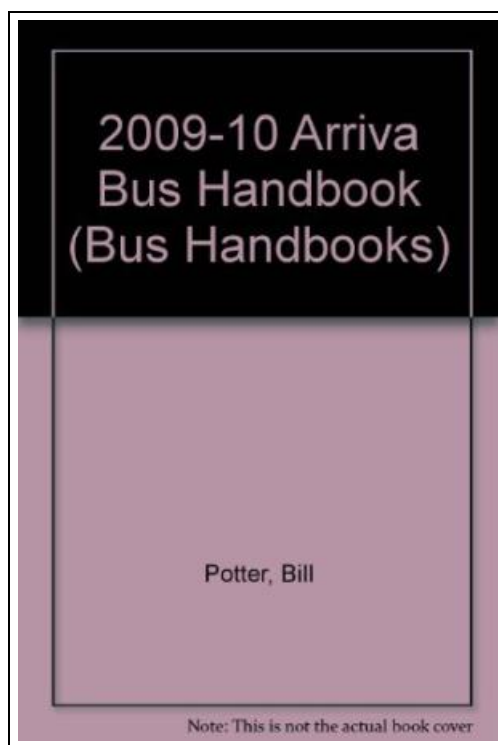 2009-10 Arriva
Bus Handbook
(Bus Handbooks)
Potter, Bill
Note: This is not the actual book cover